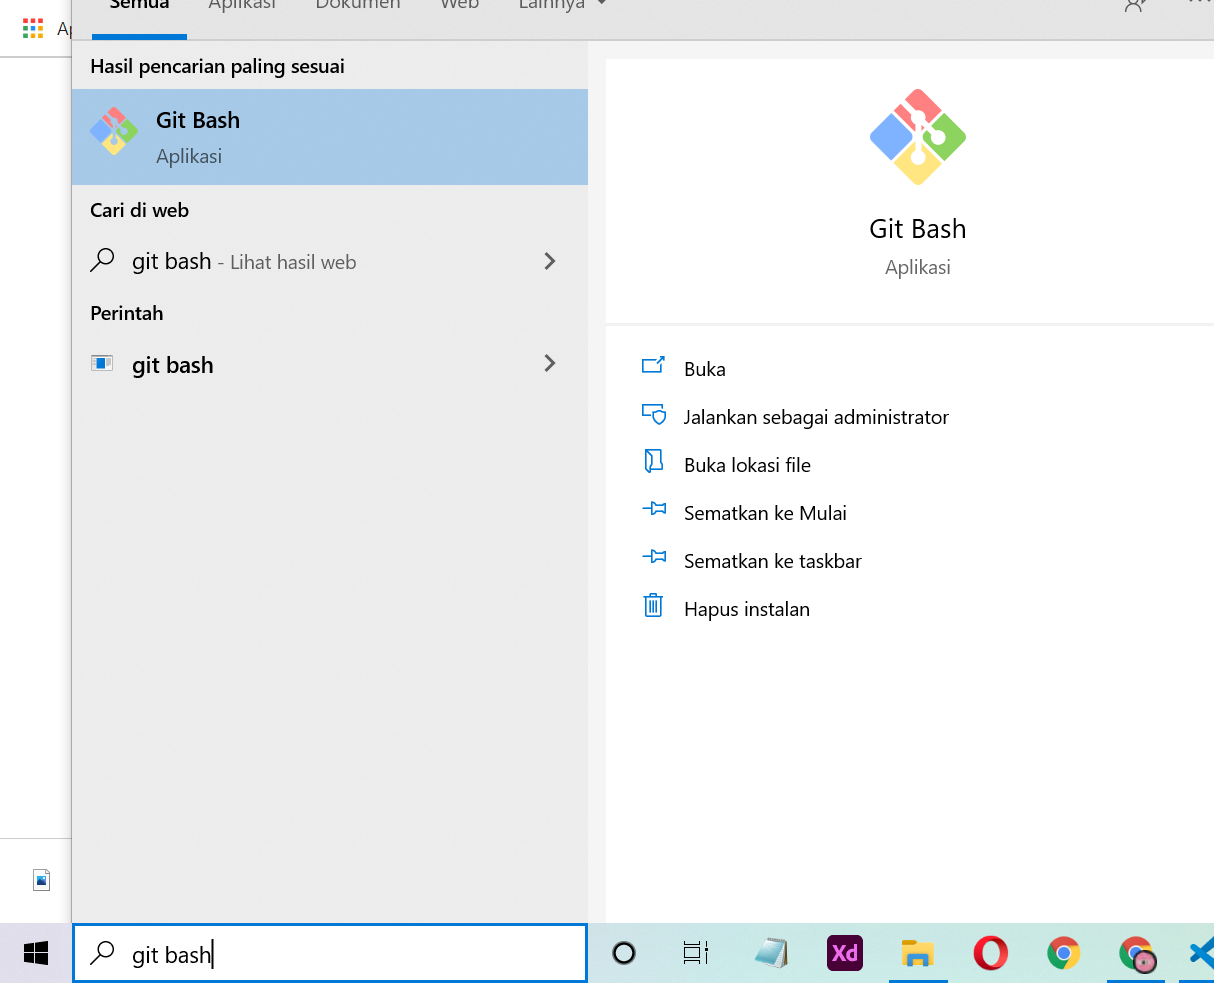 Semua Aplikasi Dokumen Web Lainnya
Hasil pencarian paling sesuai
Git Bash
Aplikasi
Cari di web
git bash - Lihat hasil web
Perintah
git bash
Git Bash
Aplikasi
Buka
Jalankan sebagai administrator
Buka lokasi file
Sematkan ke Mulai
Sematkan ke taskbar
Hapus instalan
git bash
Xd